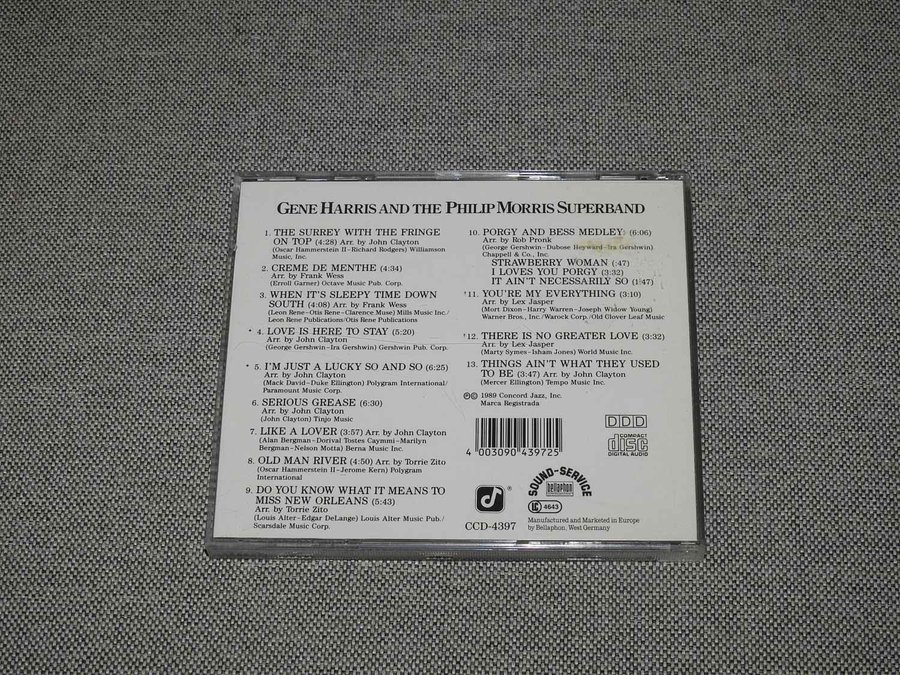 GENE HARRIS AND THE PHILIP MORRIS SUPERBAND
1. THE SURREY WITH THE FRINGE
ON TOP (4:28) Arr. by John Clayton
(Oscar Hammerstein II–Richard Rodgers) Williamson
Music, Inc.
2. CREME DE MENTHE (4:34)
Arr. by Frank Wess
(Erroll Garner) Octave Music Pub. Corp.
3. WHEN IT'S SLEEPY TIME DOWN
SOUTH (4:08) Arr. by Frank Wess
(Leon Rene–Otis Rene–Clarence Muse) Mills Music Inc./
Leon Rene Publications/Otis Rene Publications
* 4. LOVE IS HERE TO STAY (5:20)
Arr. by John Clayton
(George Gershwin–Ira Gershwin) Gershwin Pub. Corp.
* 5. I'M JUST A LUCKY SO AND SO (6:25)
Arr. by John Clayton
(Mack David–Duke Ellington) Polygram International/
Paramount Music Corp.
6. SERIOUS GREASE (6:30)
Arr. by John Clayton
(John Clayton) Tinjo Music
7. LIKE A LOVER (3:57) Arr. by John Clayton
(Alan Bergman–Dorival Tostes Caymmi–Marilyn
Bergman–Nelson Motta) Berna Music Inc.
8. OLD MAN RIVER (4:50) Arr. by Torrie Zito
(Oscar Hammerstein II–Jerome Kern) Polygram
International
9. DO YOU KNOW WHAT IT MEANS TO
MISS NEW ORLEANS (5:43)
Arr. by Torrie Zito
(Louis Alter–Edgar DeLange) Louis Alter Music Pub./
Scarsdale Music Corp.
10. PORGY AND BESS MEDLEY: (6:06)
Arr. by Rob Pronk
(George Gershwin–Dubose Heyward–Ira Gershwin)
Chappell & Co., Inc.
STRAWBERRY WOMAN (:47)
I LOVES YOU PORGY (3:32)
IT AIN'T NECESSARILY SO (1:47)
*11. YOU'RE MY EVERYTHING (3:10)
Arr. by Lex Jasper
(Mort Dixon–Harry Warren–Joseph Widow Young)
Warner Bros., Inc./Warock Corp./Old Clover Leaf Music
*12. THERE IS NO GREATER LOVE (3:32)
Arr. by Lex Jasper
(Marty Symes–Isham Jones) World Music Inc.
13. THINGS AIN'T WHAT THEY USED
TO BE (3:47) Arr. by John Clayton
(Mercer Ellington) Tempo Music Inc.
℗© 1989 Concord Jazz, Inc.
Marca Registrada
4 003090 439725
DDD
COMPACT
disc
DIGITAL AUDIO
SOUND-SERVICE
bellaphon
LC 4643
CCD-4397
Manufactured and Marketed in Europe
by Bellaphon, West Germany